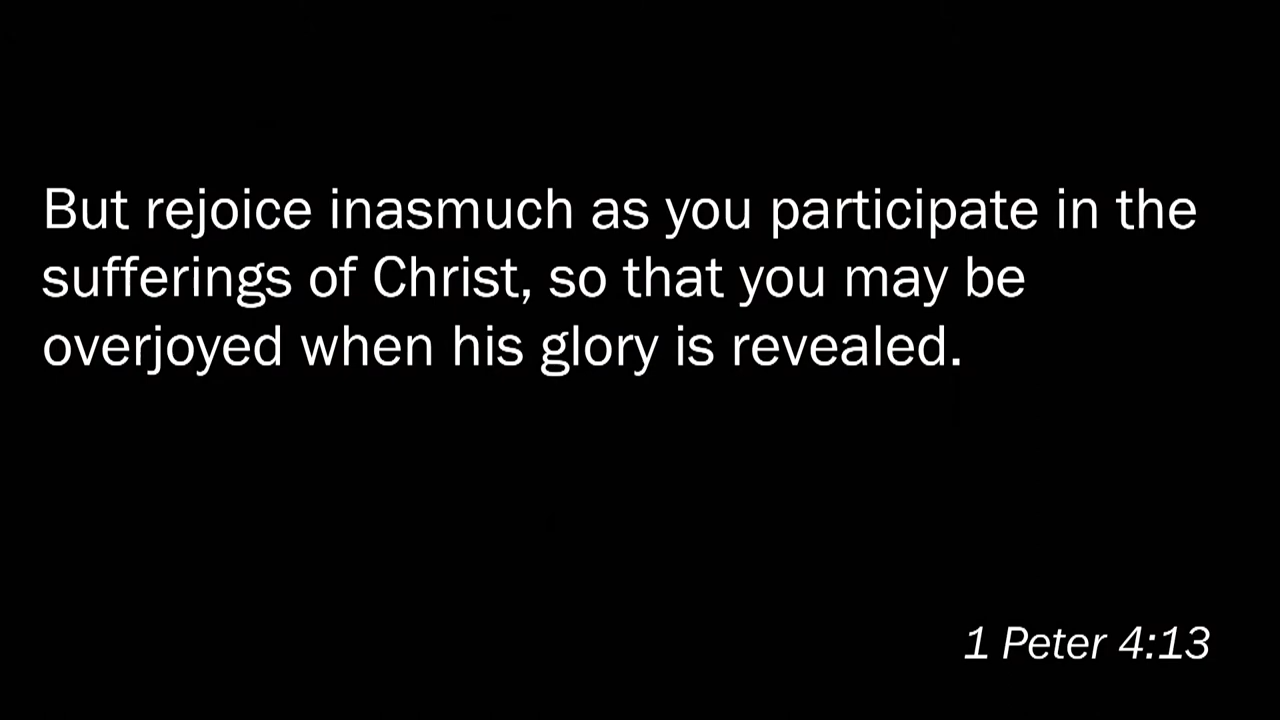 But rejoice inasmuch as you participate in the
sufferings of Christ, so that you may be
overjoyed when his glory is revealed.
1 Peter 4:13